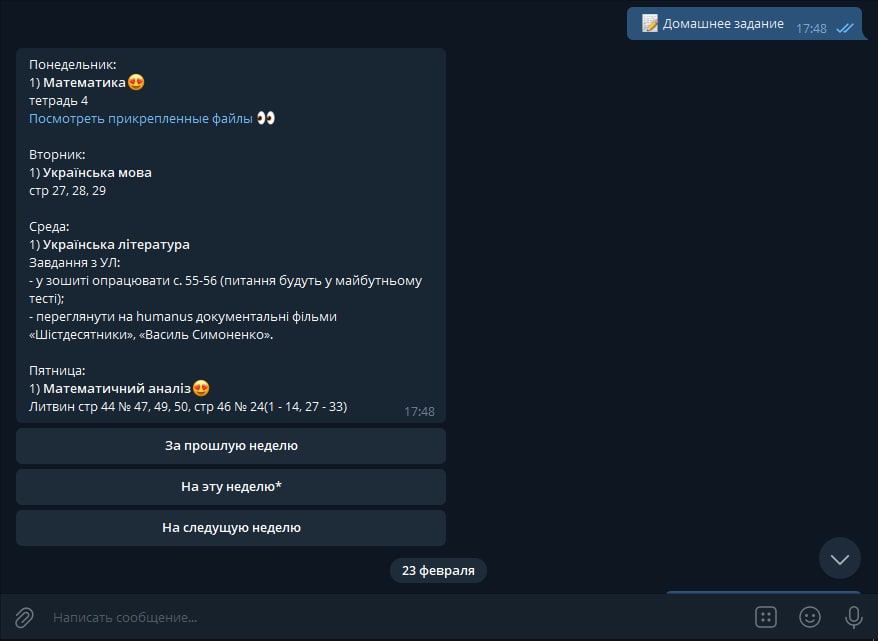 📝 Домашнее задание
17:48
Понедельник:
1) Математика😍
тетрадь 4
Посмотреть прикрепленные файлы 👀
Вторник:
1) Українська мова
стр 27, 28, 29
Среда:
1) Українська література
Завдання з УЛ:
- у зошиті опрацювати с. 55-56 (питання будуть у майбутньому
тесті);
- переглянути на humanus документальні фільми
«Шістдесятники», «Василь Симоненко».
Пятница:
1) Математичний аналіз😍
Литвин стр 44 № 47, 49, 50, стр 46 № 24(1 - 14, 27 - 33)
17:48
За прошлую неделю
На эту неделю*
На следущую неделю
23 февраля
Написать сообщение...